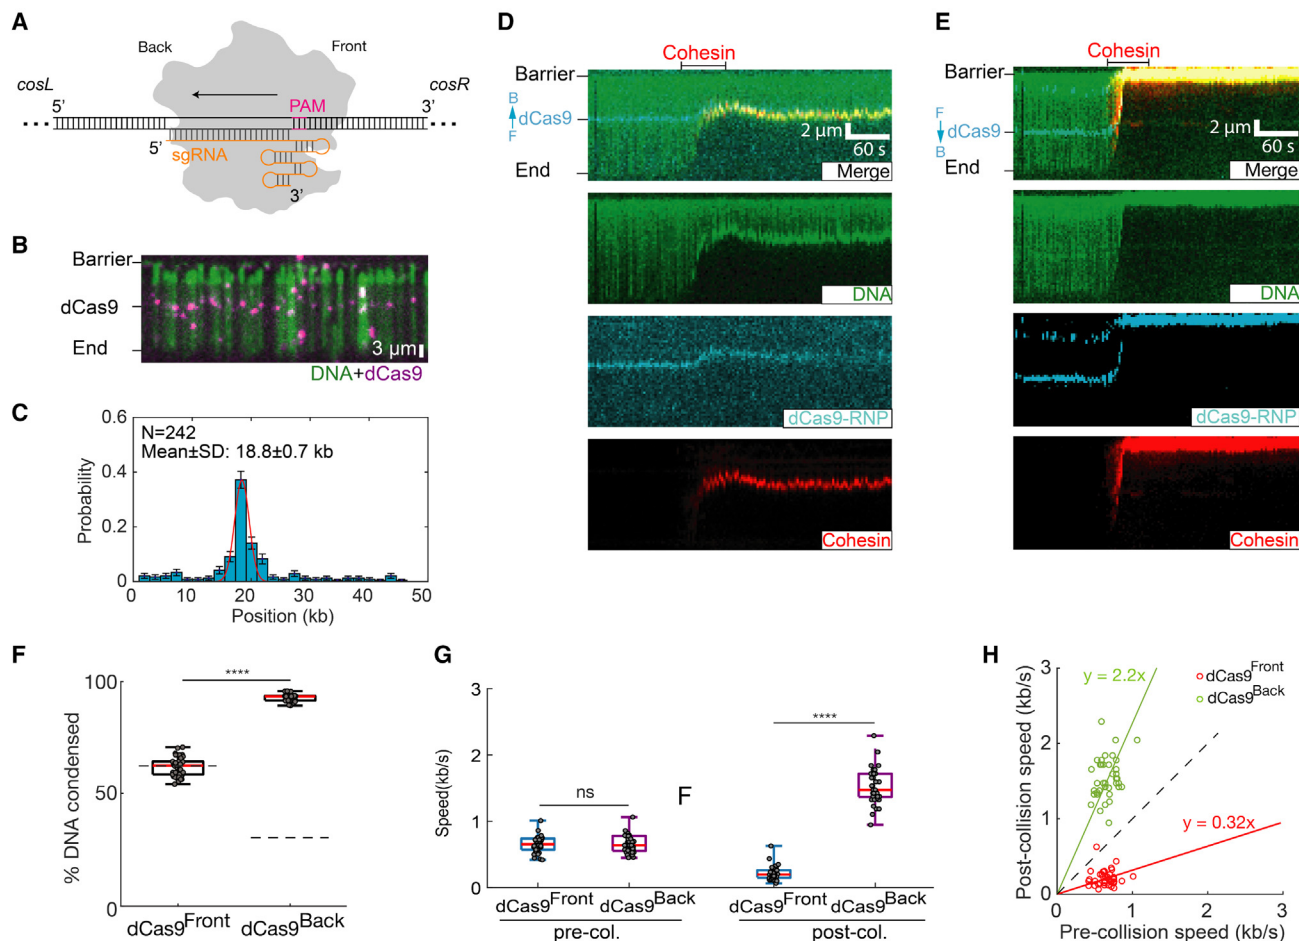 A
Back
Front
cosL
cosR
5'
PAM
3'
5'
sgRNA
3'
B
Barrier
dCas9
End
3 μm
DNA+dCas9
C
N=242
Mean±SD: 18.8±0.7 kb
Probability
0.6
0.4
0.2
0
0
10
20
30
40
50
Position (kb)
D
Cohesin
Barrier
B
dCas9
F
End
2 μm
60 s
Merge
DNA
dCas9-RNP
Cohesin
E
Cohesin
Barrier
F
dCas9
B
End
2 μm
60 s
Merge
DNA
dCas9-RNP
Cohesin
F
% DNA condensed
100
50
0
****
dCas9Front
dCas9Back
G
Speed(kb/s)
3
2
1
0
ns
F
****
dCas9Front
dCas9Back
dCas9Front
dCas9Back
pre-col.
post-col.
H
Post-collision speed (kb/s)
3
2
1
0
y = 2.2x
dCas9Front
dCas9Back
y = 0.32x
0
1
2
3
Pre-collision speed (kb/s)